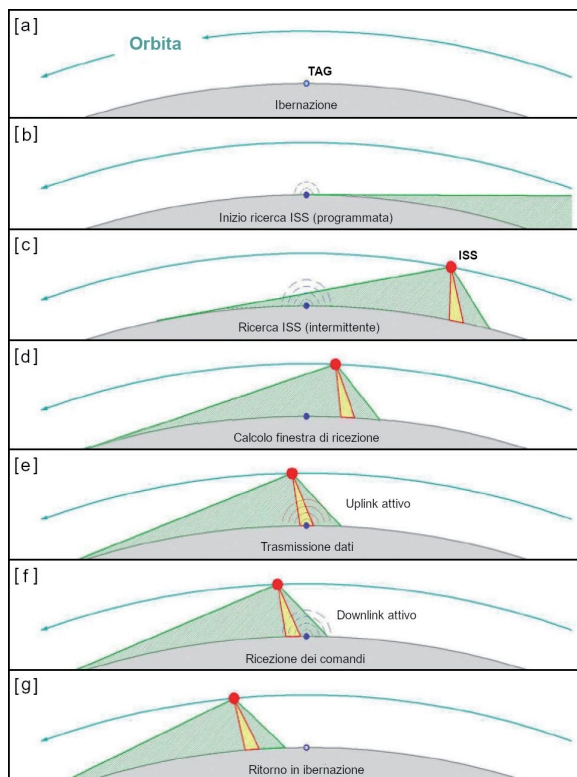 [a]
Orbita
TAG
Ibernazione
[b]
Inizio ricerca ISS (programmata)
[c]
ISS
Ricerca ISS (intermittente)
[d]
Calcolo finestra di ricezione
[e]
Uplink attivo
Trasmissione dati
[f]
Downlink attivo
Ricezione dei comandi
[g]
Ritorno in ibernazione